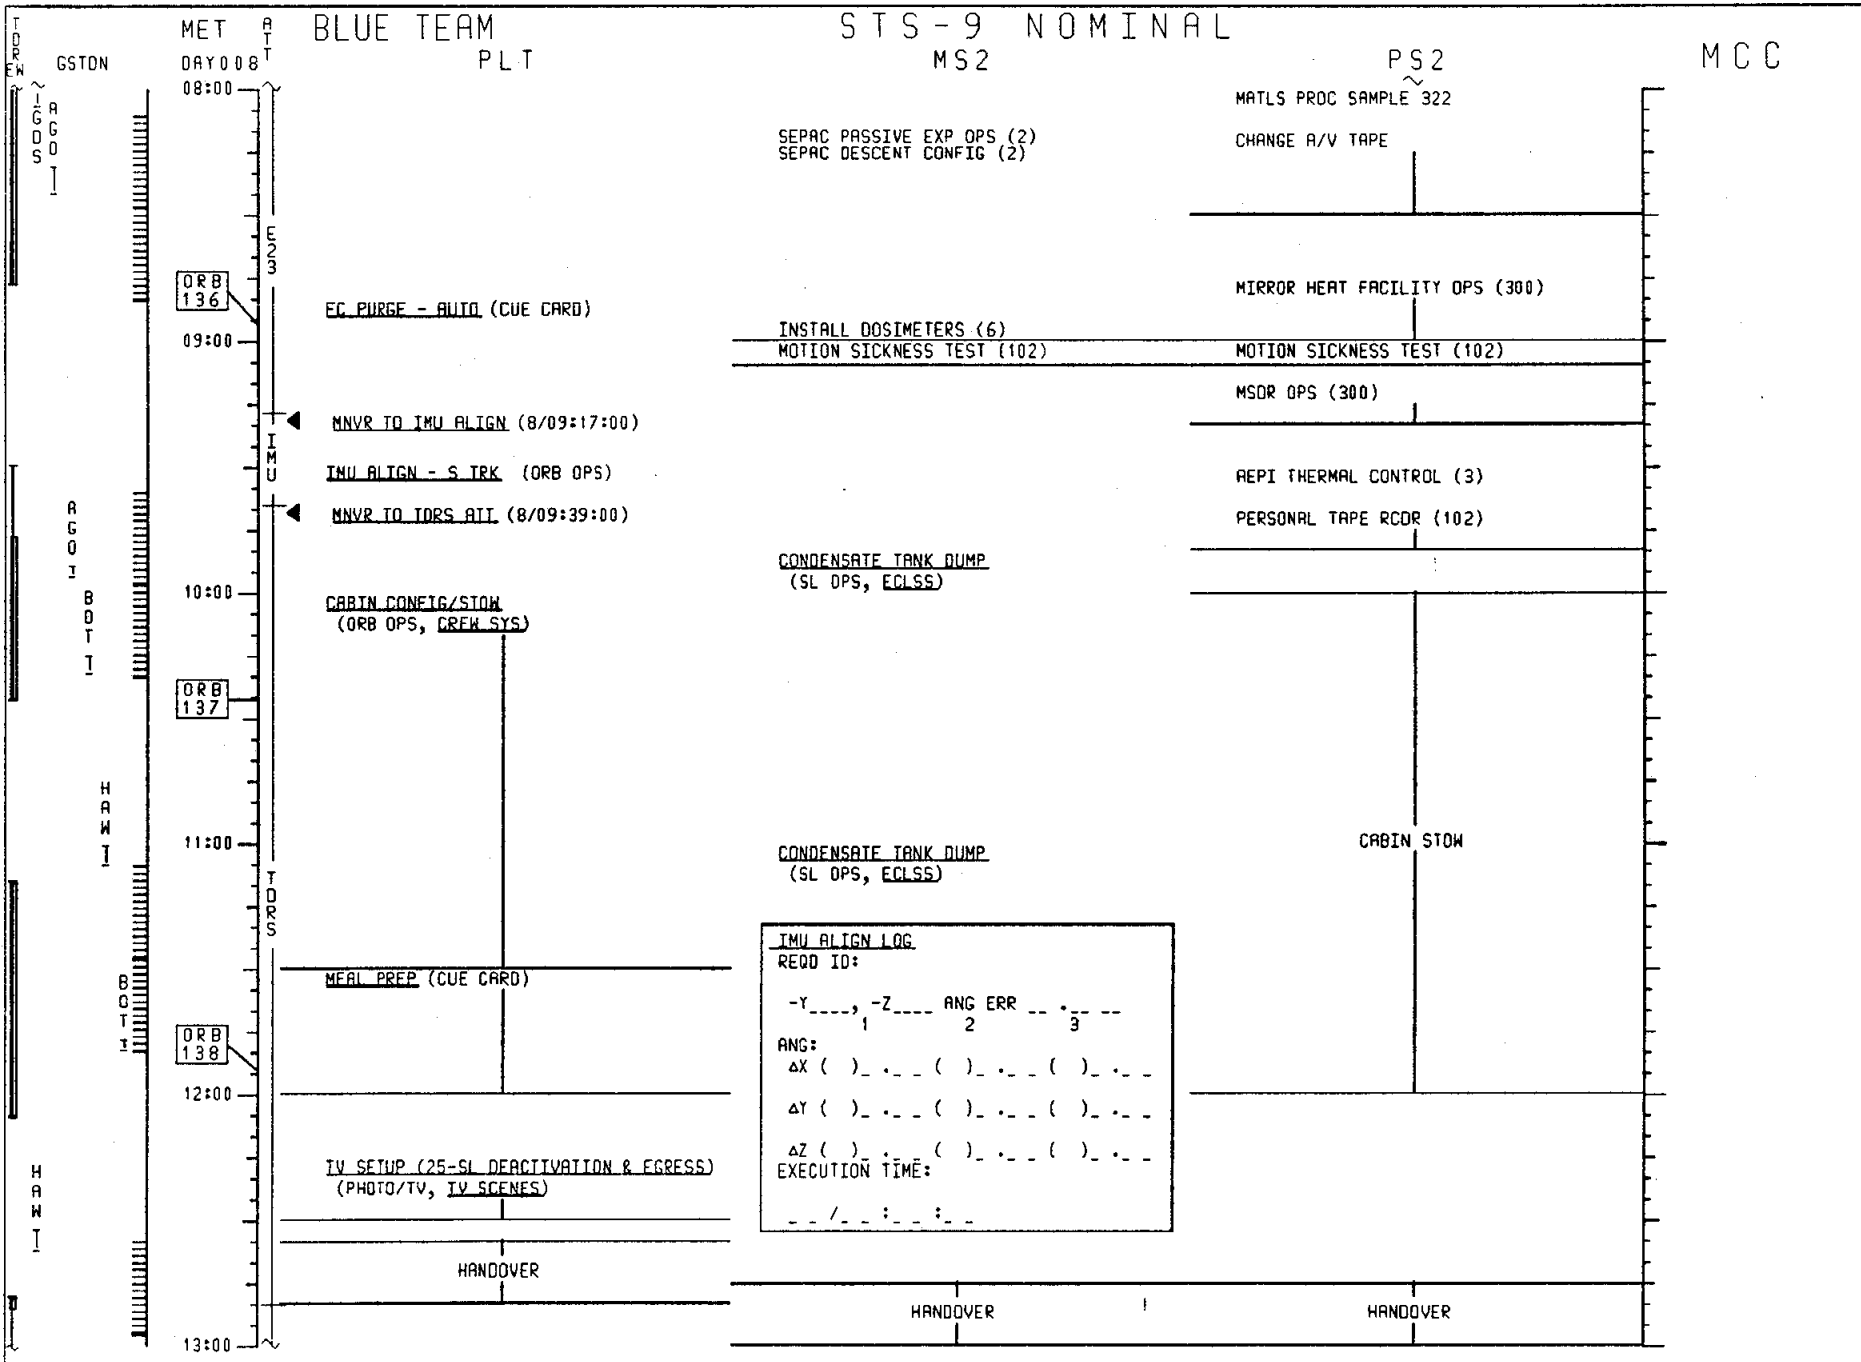 TDRS
EW
GSTDN
MET
DAY008
ATT
BLUE TEAM
STS-9 NOMINAL
PLT
MS2
PS2
MCC
08:00
IGDS
AGO I
MATLS PROC SAMPLE 322
SEPAC PASSIVE EXP OPS (2)
SEPAC DESCENT CONFIG (2)
CHANGE A/V TAPE
E23
ORB
136
EC PURGE - AUTO (CUE CARD)
MIRROR HEAT FACILITY OPS (300)
INSTALL DOSIMETERS (6)
09:00
MOTION SICKNESS TEST (102)
MOTION SICKNESS TEST (102)
MSDR OPS (300)
MNVR TO IMU ALIGN (8/09:17:00)
IMU
IMU ALIGN - S TRK (ORB OPS)
AEPI THERMAL CONTROL (3)
MNVR TO TDRS ATT (8/09:39:00)
PERSONAL TAPE RCDR (102)
AGO I
CONDENSATE TANK DUMP
(SL OPS, ECLSS)
10:00
BOT I
CABIN CONFIG/STOW
(ORB OPS, CREW SYS)
ORB
137
HAW I
11:00
CABIN STOW
CONDENSATE TANK DUMP
(SL OPS, ECLSS)
TDRS
IMU ALIGN LOG
REQD ID:
MEAL PREP (CUE CARD)
BOT I
-Y____, -Z____ ANG ERR __ .__ __
1 2 3
ORB
138
ANG:
ΔX ( )_ ._ _ ( )_ ._ _ ( )_ ._ _
12:00
ΔY ( )_ ._ _ ( )_ ._ _ ( )_ ._ _
ΔZ ( )_ ._ _ ( )_ ._ _ ( )_ ._ _
EXECUTION TIME:
_ _ /_ _ :_ _ :_ _
HAW I
TV SETUP (25-SL DEACTIVATION & EGRESS)
(PHOTO/TV, TV SCENES)
HANDOVER
HANDOVER
HANDOVER
13:00